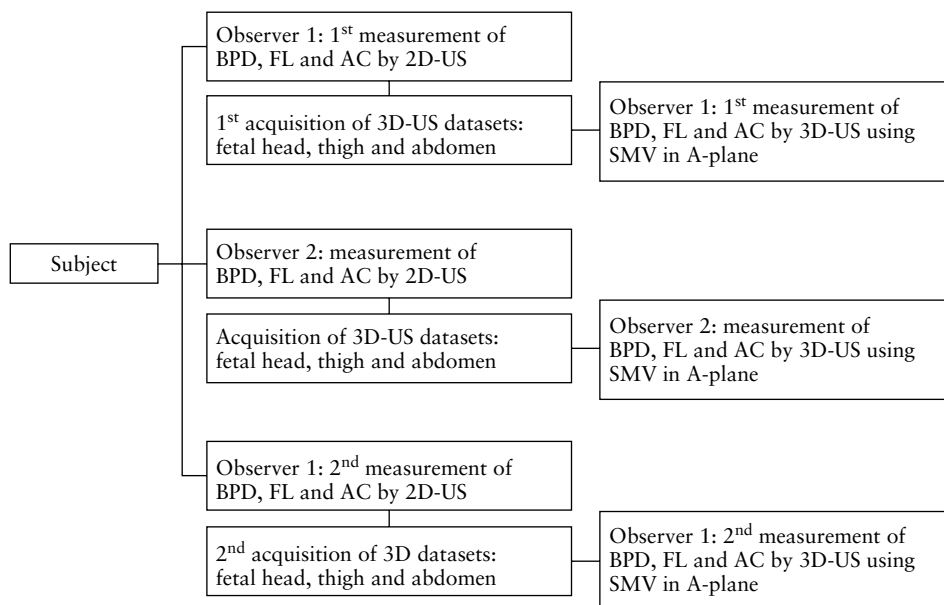 Observer 1: 1st measurement of
BPD, FL and AC by 2D-US
1st acquisition of 3D-US datasets:
fetal head, thigh and abdomen
Observer 1: 1st measurement of
BPD, FL and AC by 3D-US using
SMV in A-plane
Subject
Observer 2: measurement of
BPD, FL and AC by 2D-US
Acquisition of 3D-US datasets:
fetal head, thigh and abdomen
Observer 2: measurement of
BPD, FL and AC by 3D-US using
SMV in A-plane
Observer 1: 2nd measurement of
BPD, FL and AC by 2D-US
2nd acquisition of 3D datasets:
fetal head, thigh and abdomen
Observer 1: 2nd measurement of
BPD, FL and AC by 3D-US using
SMV in A-plane